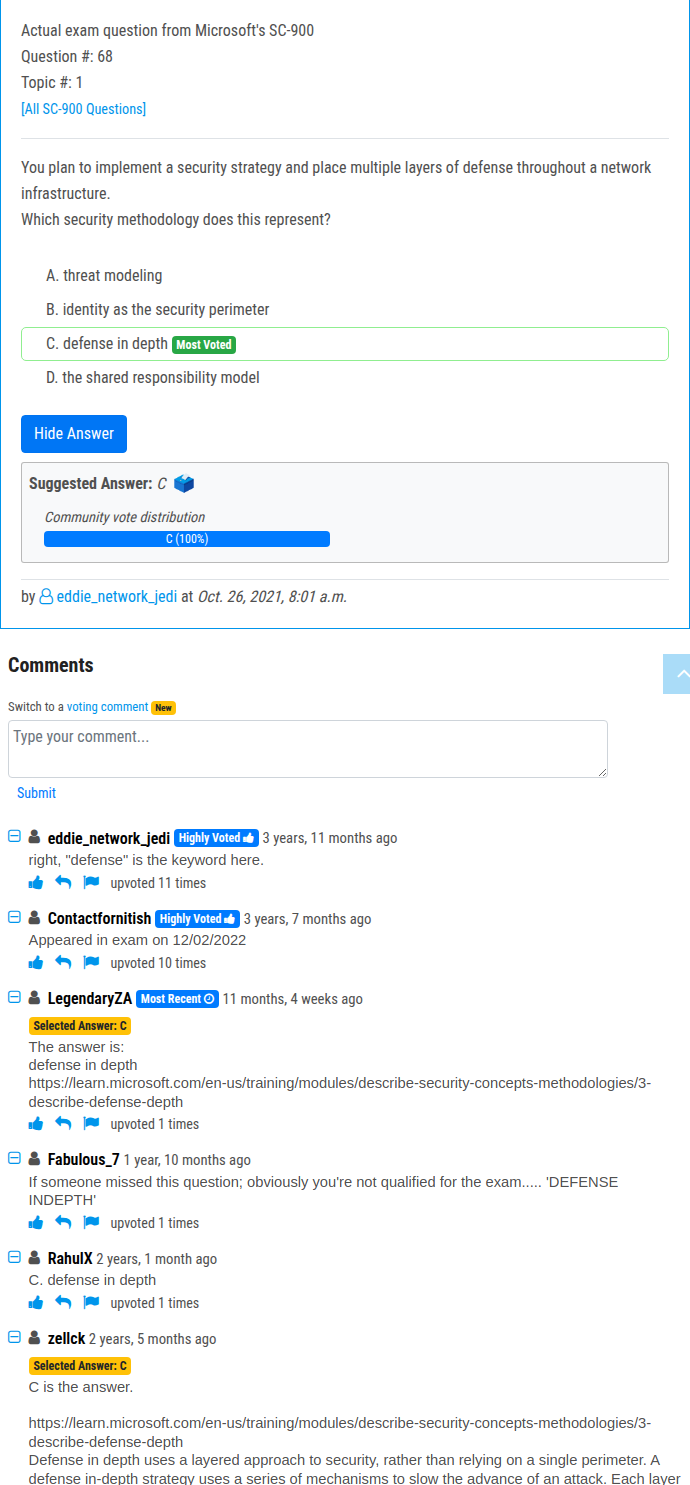 Actual exam question from Microsoft's SC-900
Question #: 68
Topic #: 1
[All SC-900 Questions]
You plan to implement a security strategy and place multiple layers of defense throughout a network
infrastructure.
Which security methodology does this represent?
A. threat modeling
B. identity as the security perimeter
C. defense in depth Most Voted
D. the shared responsibility model
Hide Answer
Suggested Answer: C
Community vote distribution
C (100%)
by eddie_network_jedi at Oct. 26, 2021, 8:01 a.m.
Comments
Switch to a voting comment New
Type your comment...
Submit
eddie_network_jedi Highly Voted 3 years, 11 months ago
right, "defense" is the keyword here.
upvoted 11 times
Contactfornitish Highly Voted 3 years, 7 months ago
Appeared in exam on 12/02/2022
upvoted 10 times
LegendaryZA Most Recent 11 months, 4 weeks ago
Selected Answer: C
The answer is:
defense in depth
https://learn.microsoft.com/en-us/training/modules/describe-security-concepts-methodologies/3-
describe-defense-depth
upvoted 1 times
Fabulous_7 1 year, 10 months ago
If someone missed this question; obviously you're not qualified for the exam..... 'DEFENSE
INDEPTH'
upvoted 1 times
RahulX 2 years, 1 month ago
C. defense in depth
upvoted 1 times
zellck 2 years, 5 months ago
Selected Answer: C
C is the answer.
https://learn.microsoft.com/en-us/training/modules/describe-security-concepts-methodologies/3-
describe-defense-depth
Defense in depth uses a layered approach to security, rather than relying on a single perimeter. A
defense in-depth strategy uses a series of mechanisms to slow the advance of an attack. Each layer